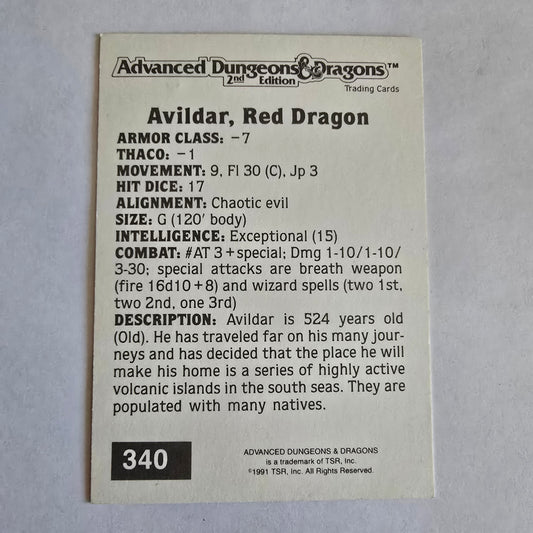 Advanced Dungeons & Dragons™
2nd Edition
Trading Cards
Avildar, Red Dragon
ARMOR CLASS: −7
THACO: −1
MOVEMENT: 9, Fl 30 (C), Jp 3
HIT DICE: 17
ALIGNMENT: Chaotic evil
SIZE: G (120' body)
INTELLIGENCE: Exceptional (15)
COMBAT: #AT 3 + special; Dmg 1-10/1-10/
3-30; special attacks are breath weapon
(fire 16d10 + 8) and wizard spells (two 1st,
two 2nd, one 3rd)
DESCRIPTION: Avildar is 524 years old
(Old). He has traveled far on his many jour-
neys and has decided that the place he will
make his home is a series of highly active
volcanic islands in the south seas. They are
populated with many natives.
340
ADVANCED DUNGEONS & DRAGONS
is a trademark of TSR, Inc.
©1991 TSR, Inc. All Rights Reserved.